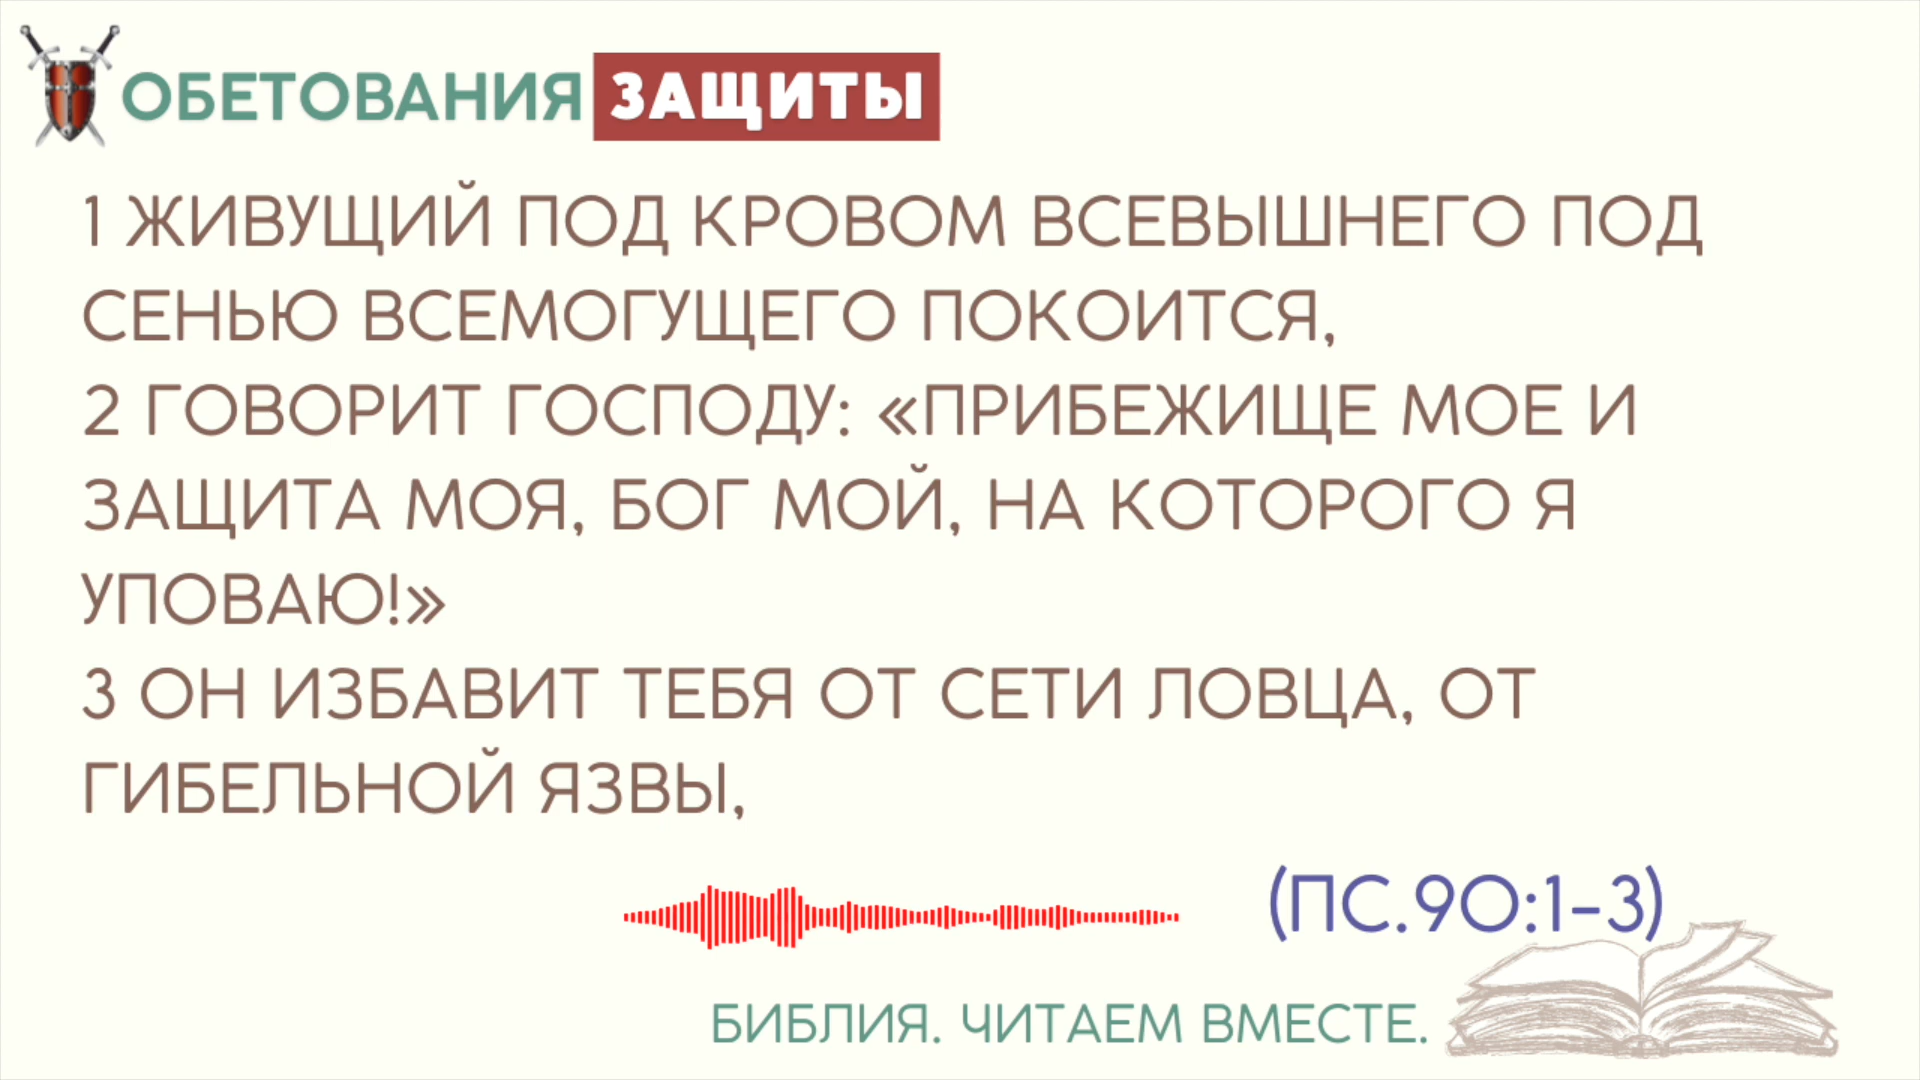 ОБЕТОВАНИЯ ЗАЩИТЫ
1 ЖИВУЩИЙ ПОД КРОВОМ ВСЕВЫШНЕГО ПОД
СЕНЬЮ ВСЕМОГУЩЕГО ПОКОИТСЯ,
2 ГОВОРИТ ГОСПОДУ: «ПРИБЕЖИЩЕ МОЕ И
ЗАЩИТА МОЯ, БОГ МОЙ, НА КОТОРОГО Я
УПОВАЮ!»
3 ОН ИЗБАВИТ ТЕБЯ ОТ СЕТИ ЛОВЦА, ОТ
ГИБЕЛЬНОЙ ЯЗВЫ,
(ПС.90:1-3)
БИБЛИЯ. ЧИТАЕМ ВМЕСТЕ.